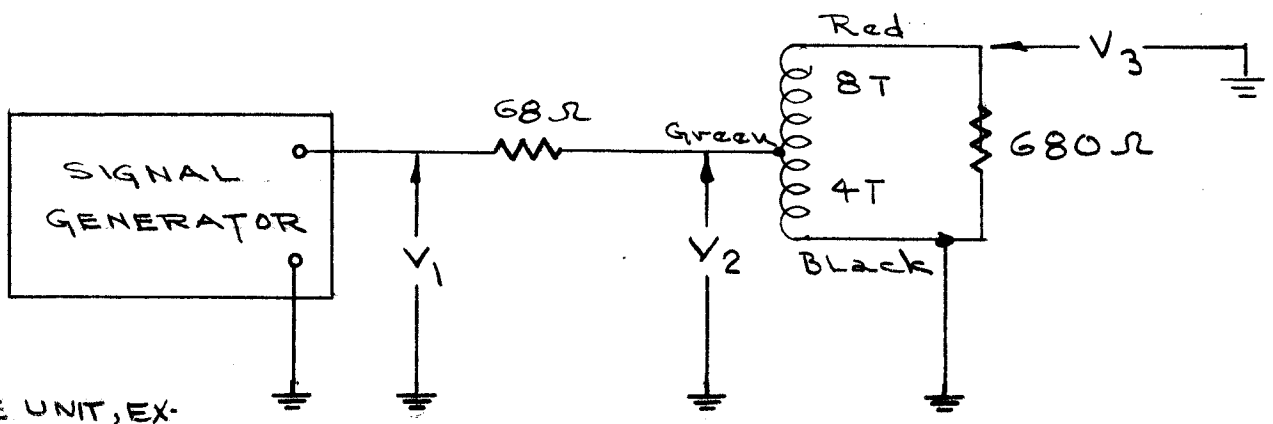 Red
8T
V3
68Ω
Green
680Ω
SIGNAL
GENERATOR
4T
V1
V2
Black
E UNIT, EX-